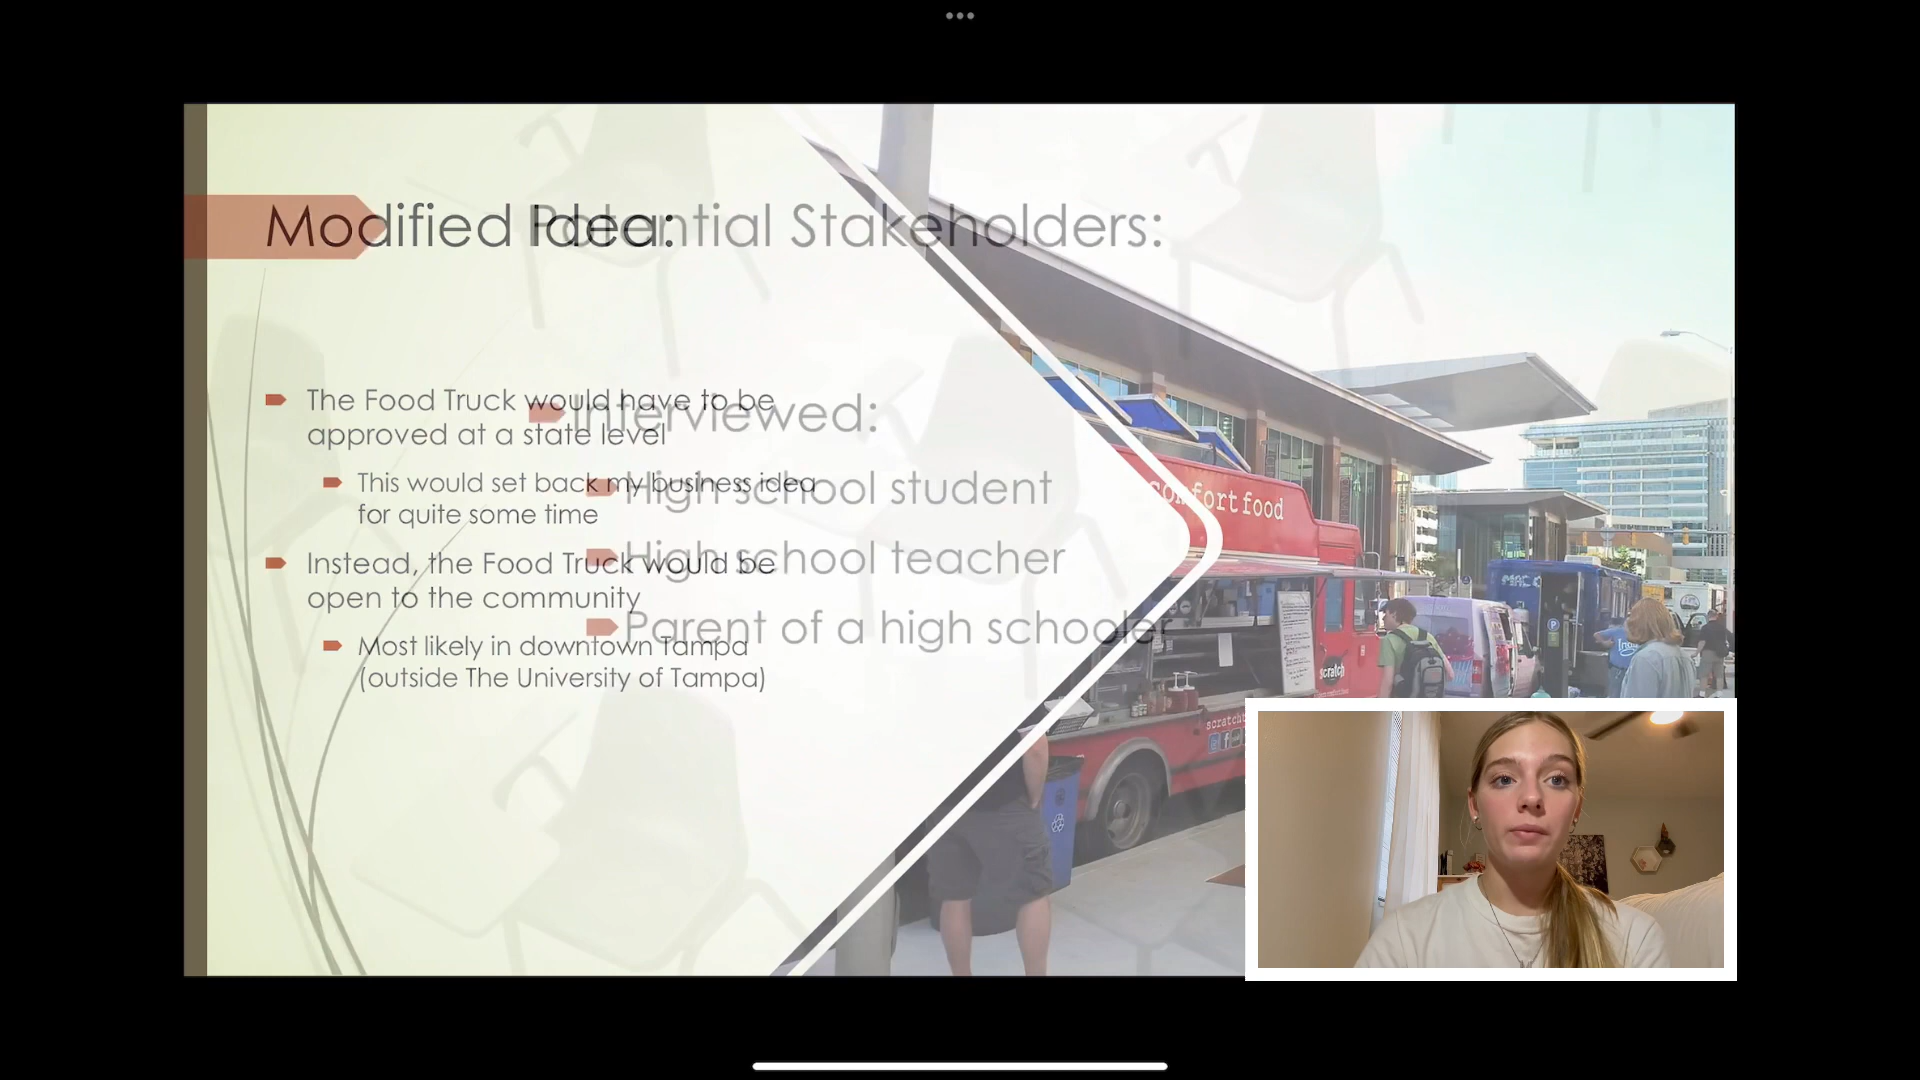 Modified Idea:
Potential Stakeholders:
The Food Truck would have to be
approved at a state level
This would set back my business idea
for quite some time
Instead, the Food Truck would be
open to the community
Most likely in downtown Tampa
(outside The University of Tampa)
Interviewed:
High school student
High school teacher
Parent of a high schooler
comfort food
MAC
scratch
P